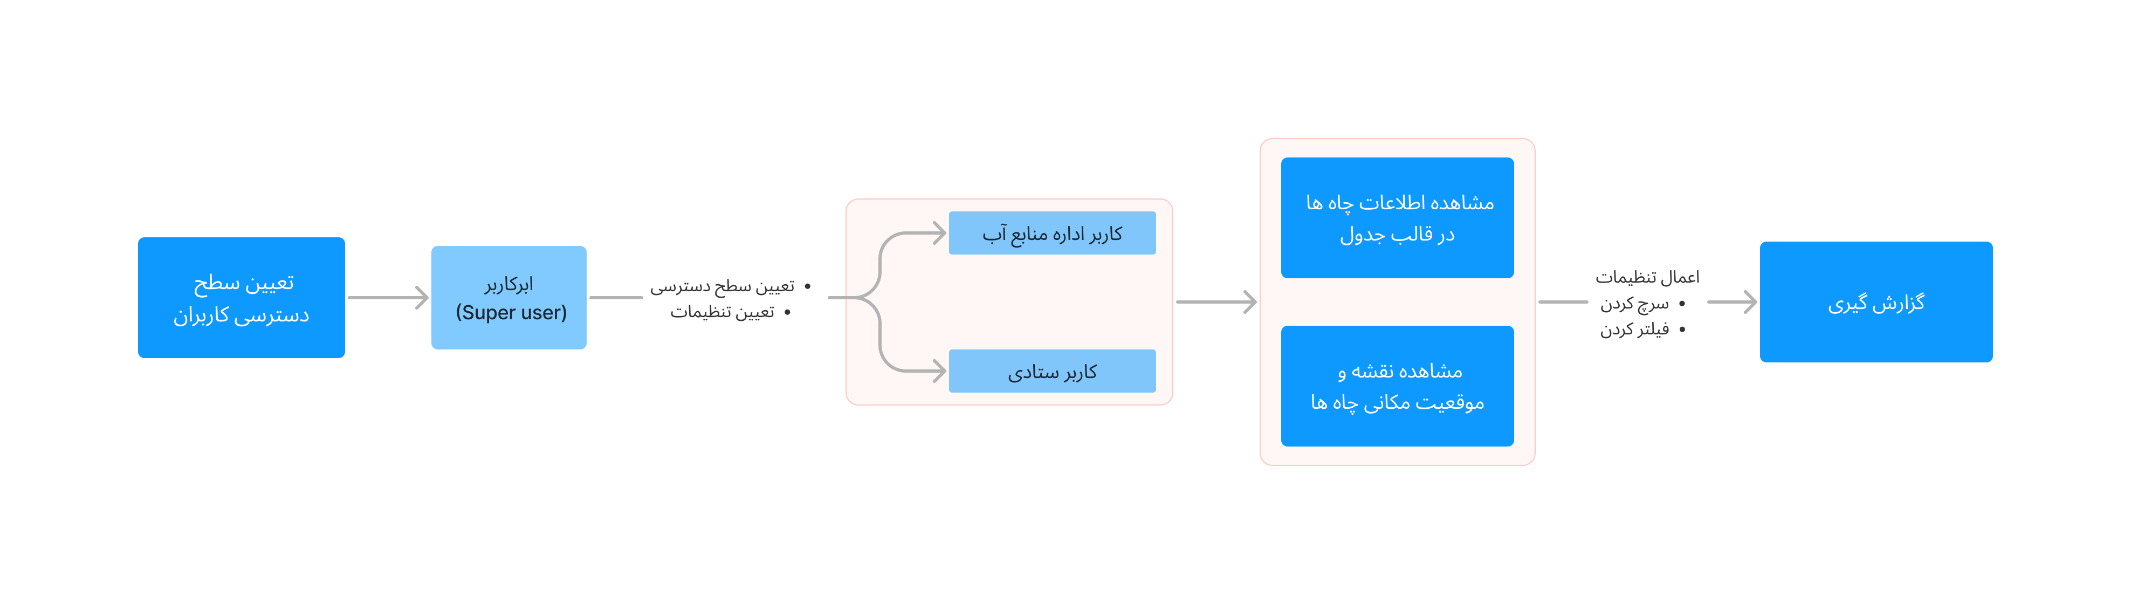 تعیین سطح
دسترسی کاربران
ابرکاربر
(Super user)
• تعیین سطح دسترسی
• تعیین تنظیمات
کاربر اداره منابع آب
کاربر ستادی
مشاهده اطلاعات چاه ها
در قالب جدول
مشاهده نقشه و
موقعیت مکانی چاه ها
اعمال تنظیمات
• سرچ کردن
• فیلتر کردن
گزارش گیری